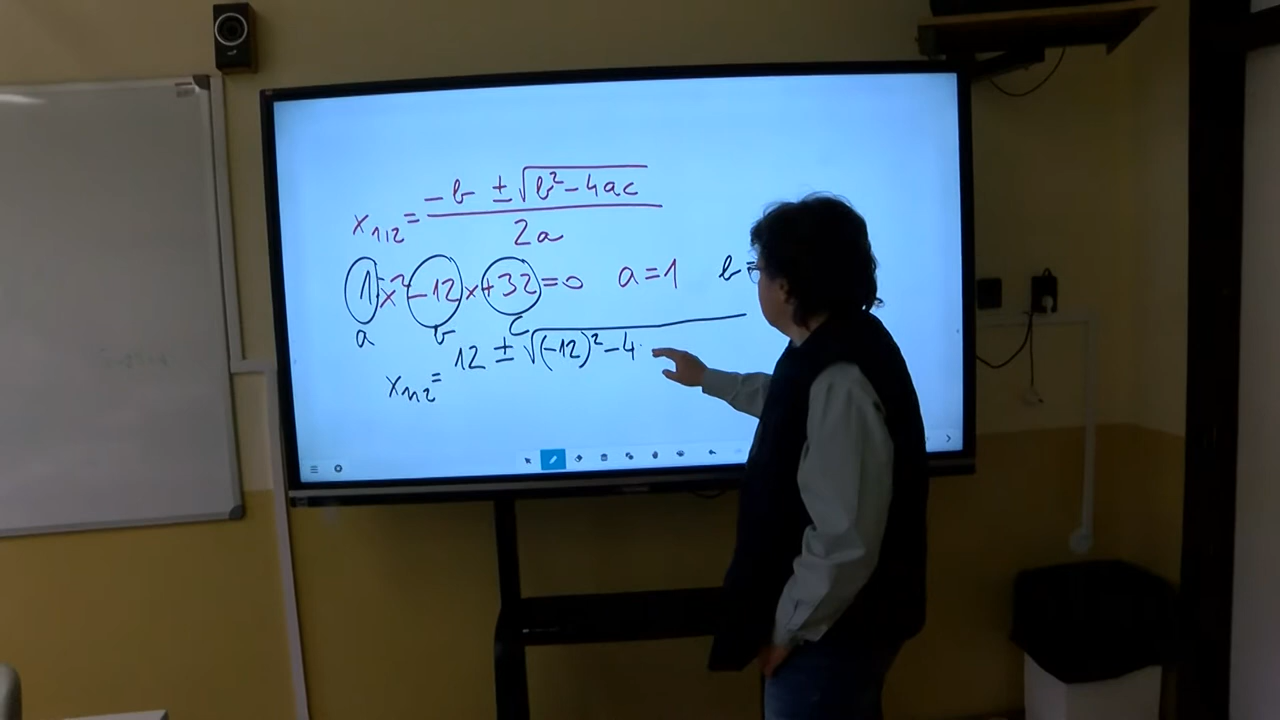 x₁,₂ = (-b ± √(b² - 4ac)) / 2a
1x² - 12x + 32 = 0 a = 1 b =
a b c
x₁,₂ = 12 ± √((-12)² - 4·